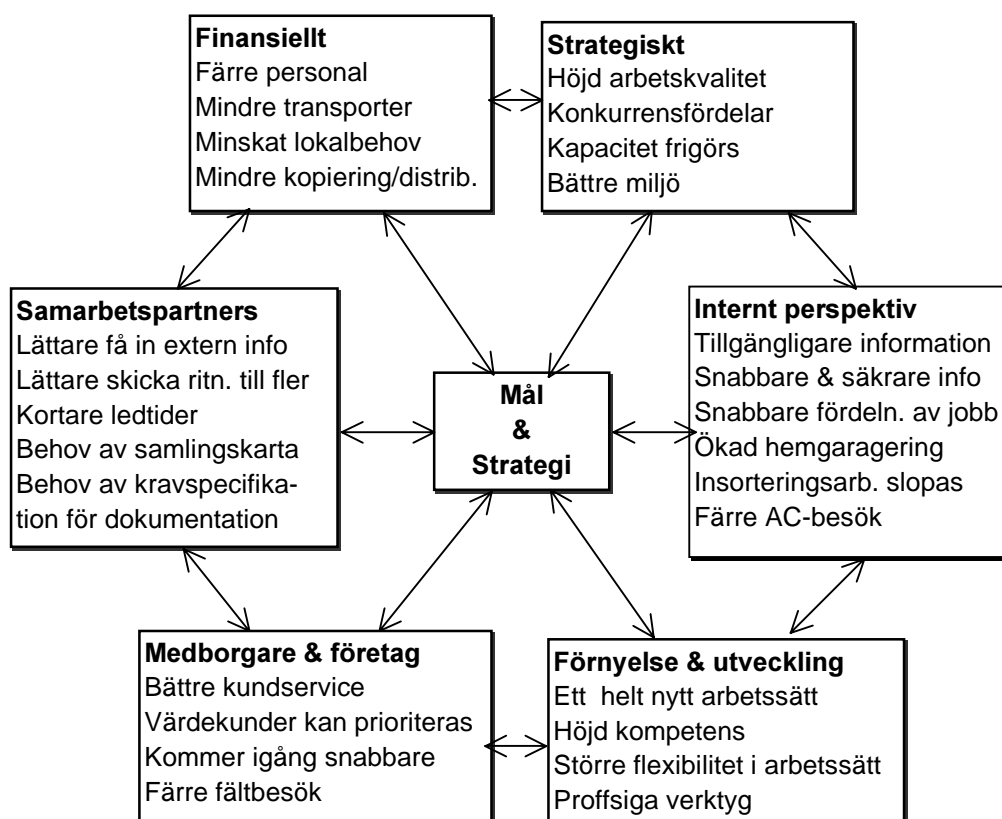 Finansiellt
Färre personal
Mindre transporter
Minskat lokalbehov
Mindre kopiering/distrib.
Strategiskt
Höjd arbetskvalitet
Konkurrensfördelar
Kapacitet frigörs
Bättre miljö
Samarbetspartners
Lättare få in extern info
Lättare skicka ritn. till fler
Kortare ledtider
Behov av samlingskarta
Behov av kravspecifika-
tion för dokumentation
Mål
&
Strategi
Internt perspektiv
Tillgängligare information
Snabbare & säkrare info
Snabbare fördeln. av jobb
Ökad hemgaragering
Insorteringsarb. slopas
Färre AC-besök
Medborgare & företag
Bättre kundservice
Värdekunder kan prioriteras
Kommer igång snabbare
Färre fältbesök
Förnyelse & utveckling
Ett  helt nytt arbetssätt
Höjd kompetens
Större flexibilitet i arbetssätt
Proffsiga verktyg